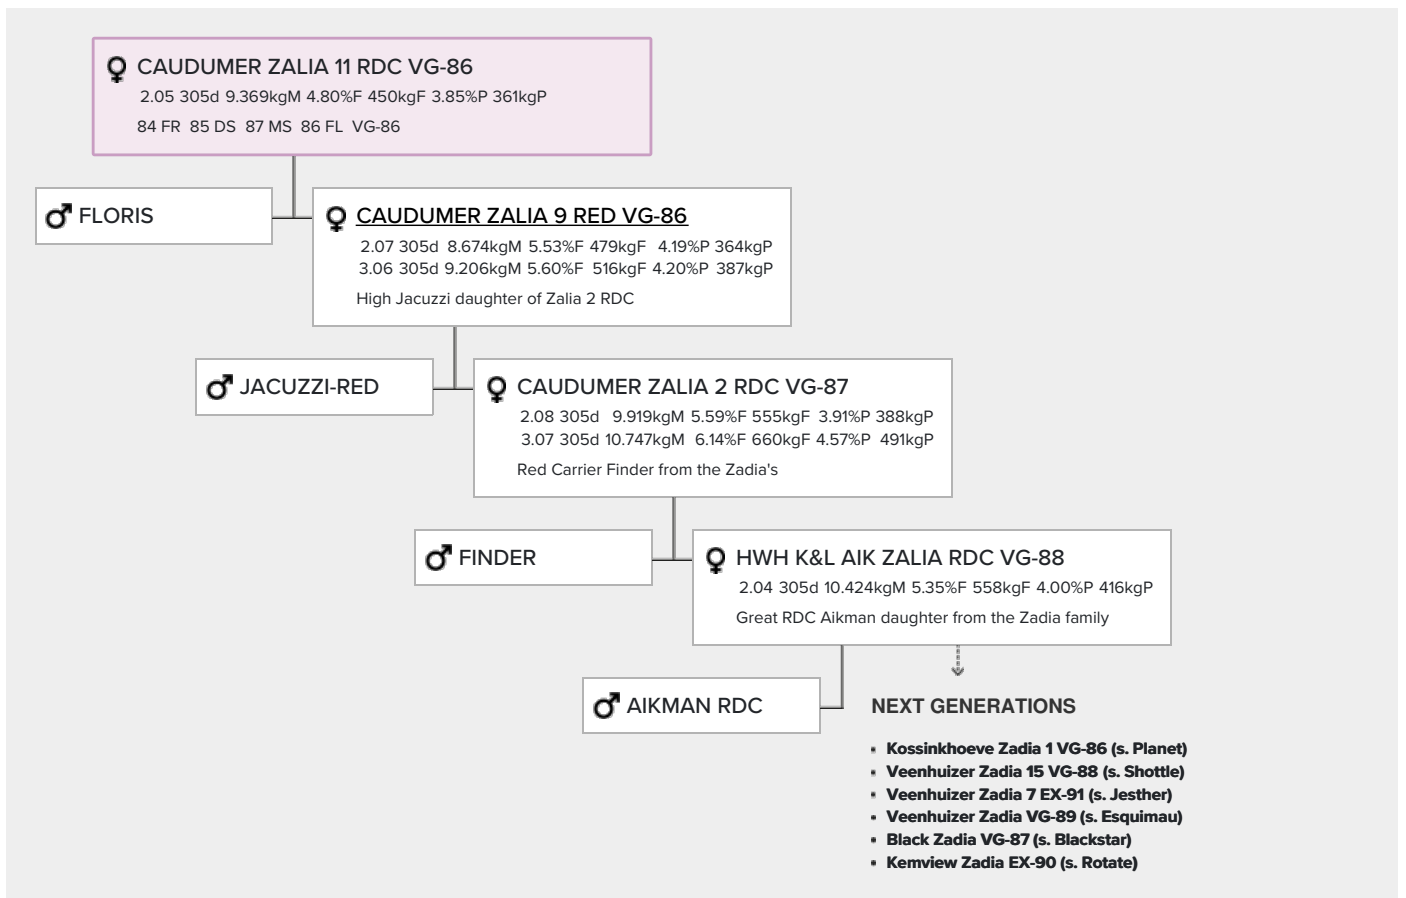 CAUDUMER ZALIA 11 RDC VG-86
2.05 305d 9.369kgM 4.80%F 450kgF 3.85%P 361kgP
84 FR 85 DS 87 MS 86 FL VG-86
FLORIS
CAUDUMER ZALIA 9 RED VG-86
2.07 305d 8.674kgM 5.53%F 479kgF 4.19%P 364kgP
3.06 305d 9.206kgM 5.60%F 516kgF 4.20%P 387kgP
High Jacuzzi daughter of Zalia 2 RDC
JACUZZI-RED
CAUDUMER ZALIA 2 RDC VG-87
2.08 305d 9.919kgM 5.59%F 555kgF 3.91%P 388kgP
3.07 305d 10.747kgM 6.14%F 660kgF 4.57%P 491kgP
Red Carrier Finder from the Zadia's
FINDER
HWH K&L AIK ZALIA RDC VG-88
2.04 305d 10.424kgM 5.35%F 558kgF 4.00%P 416kgP
Great RDC Aikman daughter from the Zadia family
AIKMAN RDC
NEXT GENERATIONS
• Kossinkhoeve Zadia 1 VG-86 (s. Planet)
• Veenhuizer Zadia 15 VG-88 (s. Shottle)
• Veenhuizer Zadia 7 EX-91 (s. Jesther)
• Veenhuizer Zadia VG-89 (s. Esquimau)
• Black Zadia VG-87 (s. Blackstar)
• Kemview Zadia EX-90 (s. Rotate)